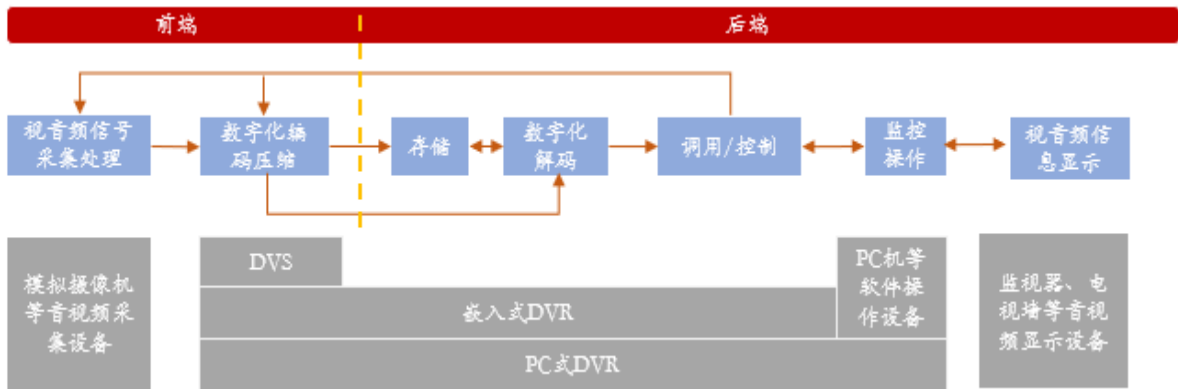 前端
后端
视音频信号
采集处理
数字化编
码压缩
存储
数字化
解码
调用/控制
监控
操作
视音频信
息显示
模拟摄像机
等音视频采
集设备
DVS
嵌入式DVR
PC式DVR
PC机等
软件操
作设备
监视器、电
视墙等音视
频显示设备